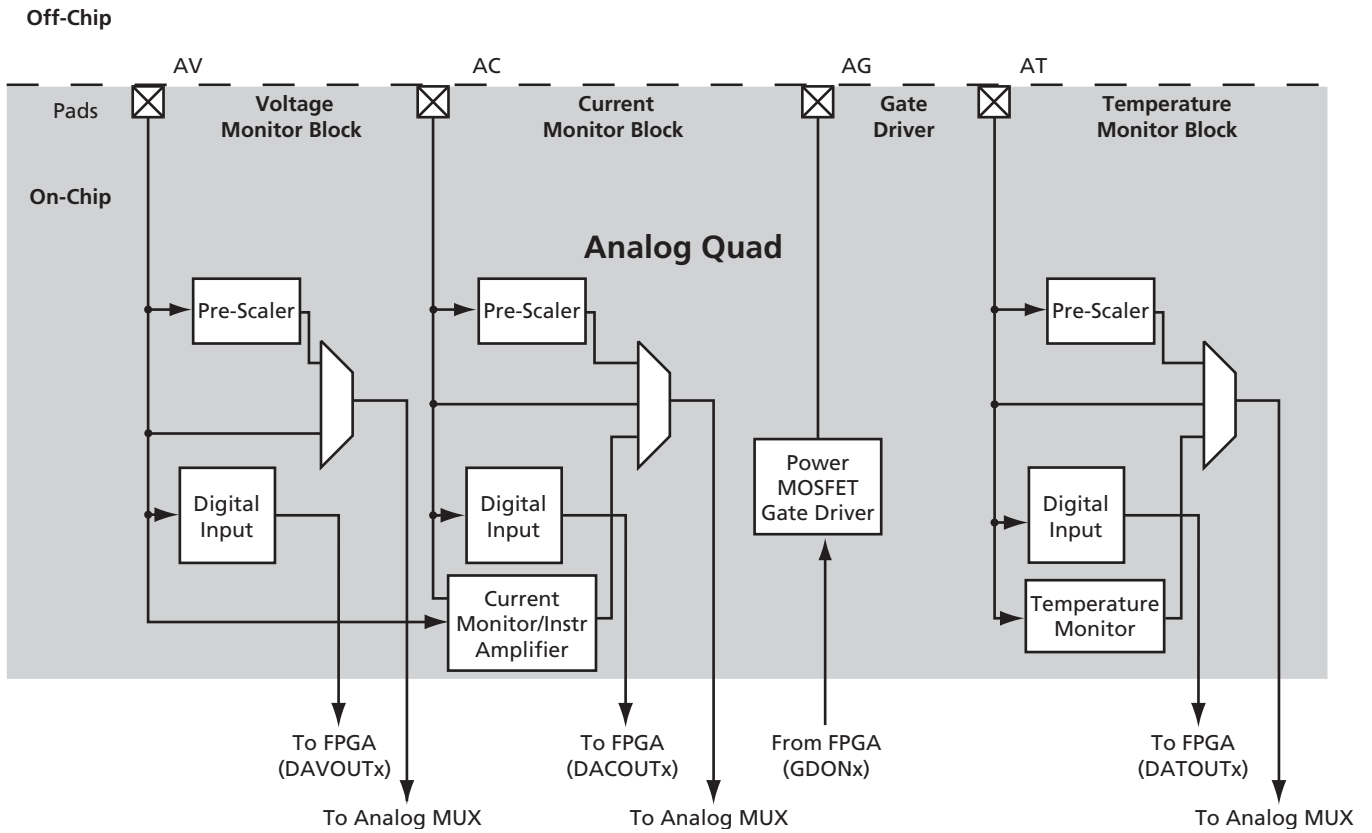 Off-Chip
AV
AC
AG
AT
Pads
Voltage
Monitor Block
Current
Monitor Block
Gate
Driver
Temperature
Monitor Block
On-Chip
Analog Quad
Pre-Scaler
Pre-Scaler
Pre-Scaler
Digital
Input
Digital
Input
Power
MOSFET
Gate Driver
Digital
Input
Current
Monitor/Instr
Amplifier
Temperature
Monitor
To FPGA
(DAVOUTx)
To FPGA
(DACOUTx)
From FPGA
(GDONx)
To FPGA
(DATOUTx)
To Analog MUX
To Analog MUX
To Analog MUX